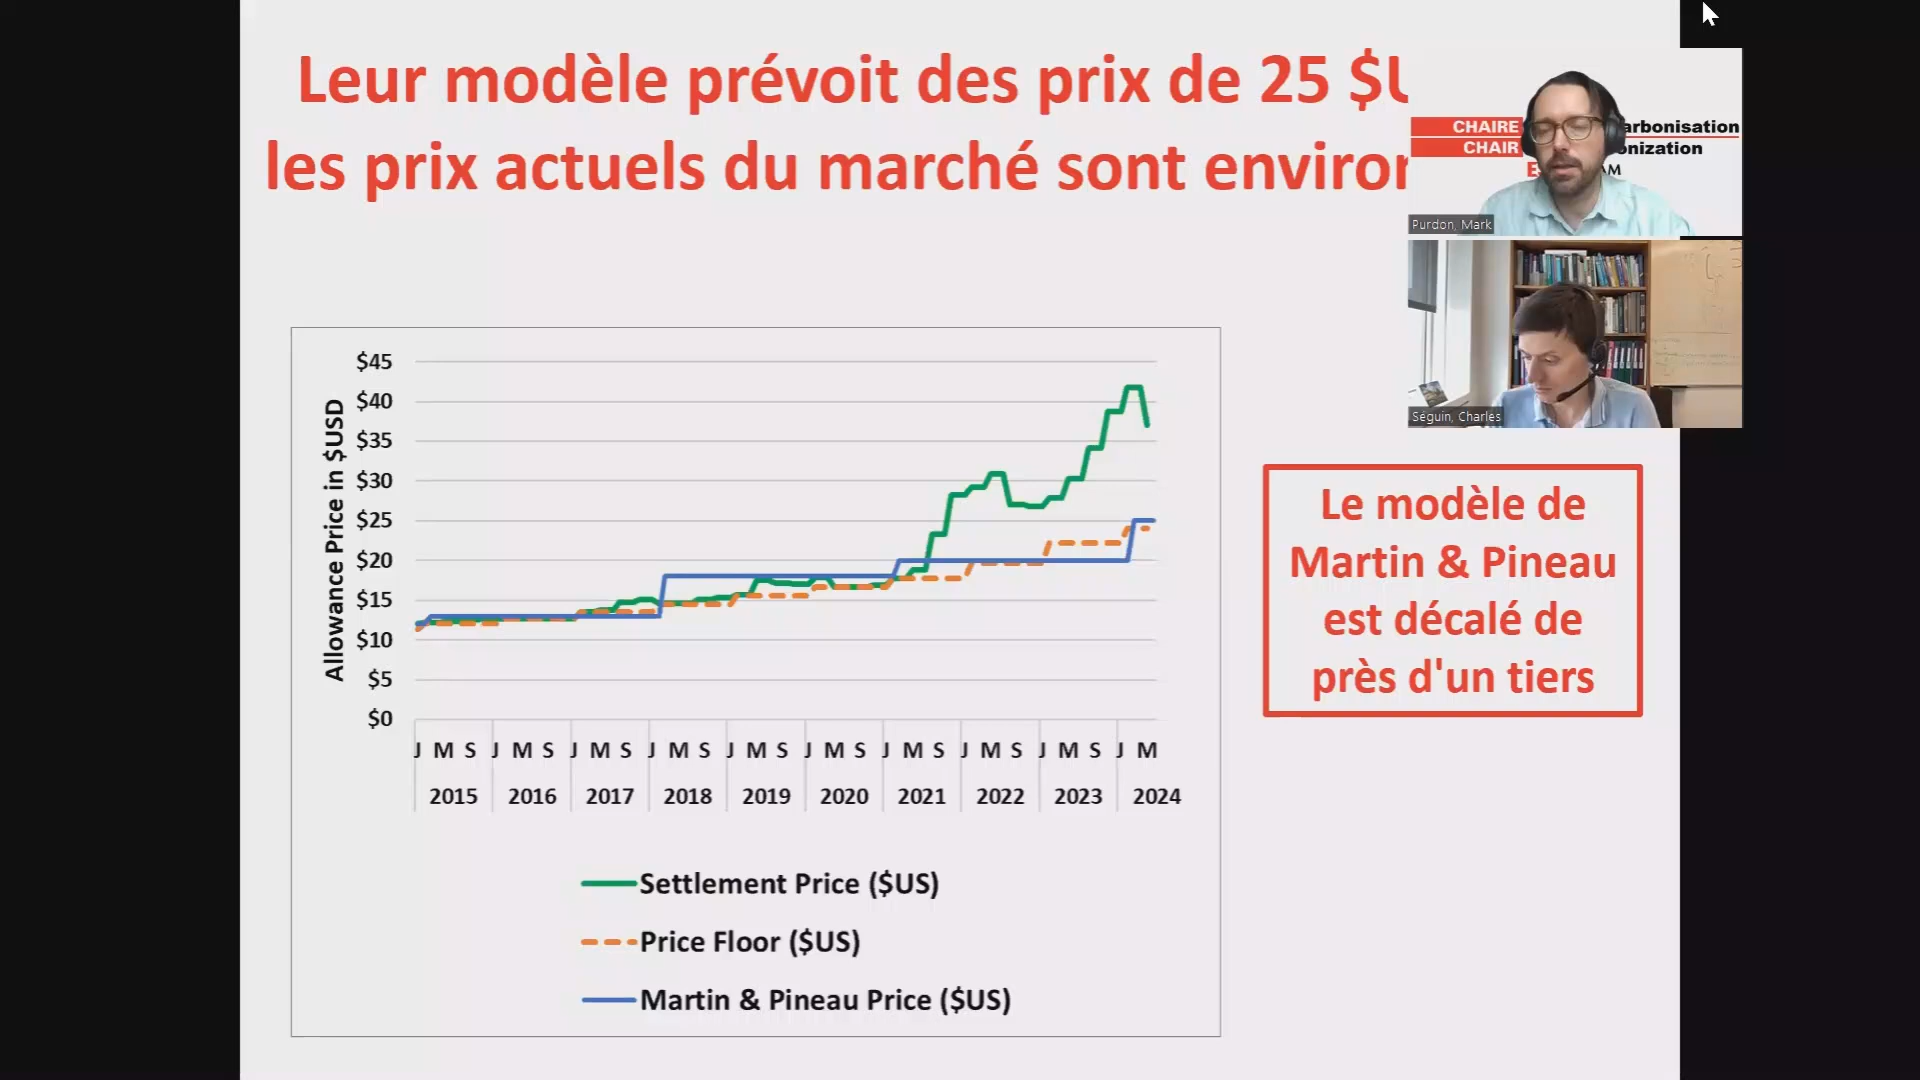 Leur modèle prévoit des prix de 25 $U
les prix actuels du marché sont environ
CHAIRE
arbonisation
CHAIR
onization
AM
Purdon, Mark
Séguin, Charles
Allowance Price in $USD
$45
$40
$35
$30
$25
$20
$15
$10
$5
$0
J M S J M S J M S J M S J M S J M S J M S J M S J M S J M
2015 2016 2017 2018 2019 2020 2021 2022 2023 2024
Settlement Price ($US)
Price Floor ($US)
Martin & Pineau Price ($US)
Le modèle de
Martin & Pineau
est décalé de
près d'un tiers